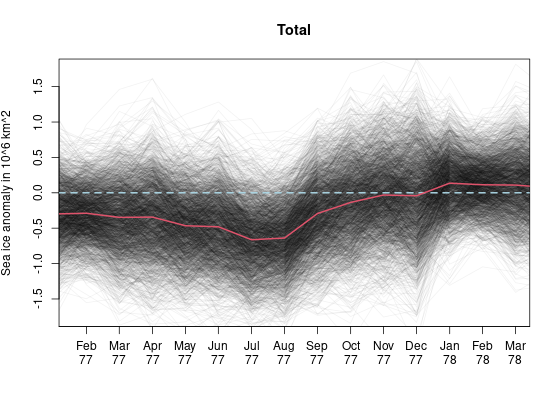 Total
Sea ice anomaly in 10^6 km^2
1.5
1.0
0.5
0.0
-0.5
-1.0
-1.5
Feb Mar Apr May Jun Jul Aug Sep Oct Nov Dec Jan Feb Mar
77 77 77 77 77 77 77 77 77 77 77 78 78 78